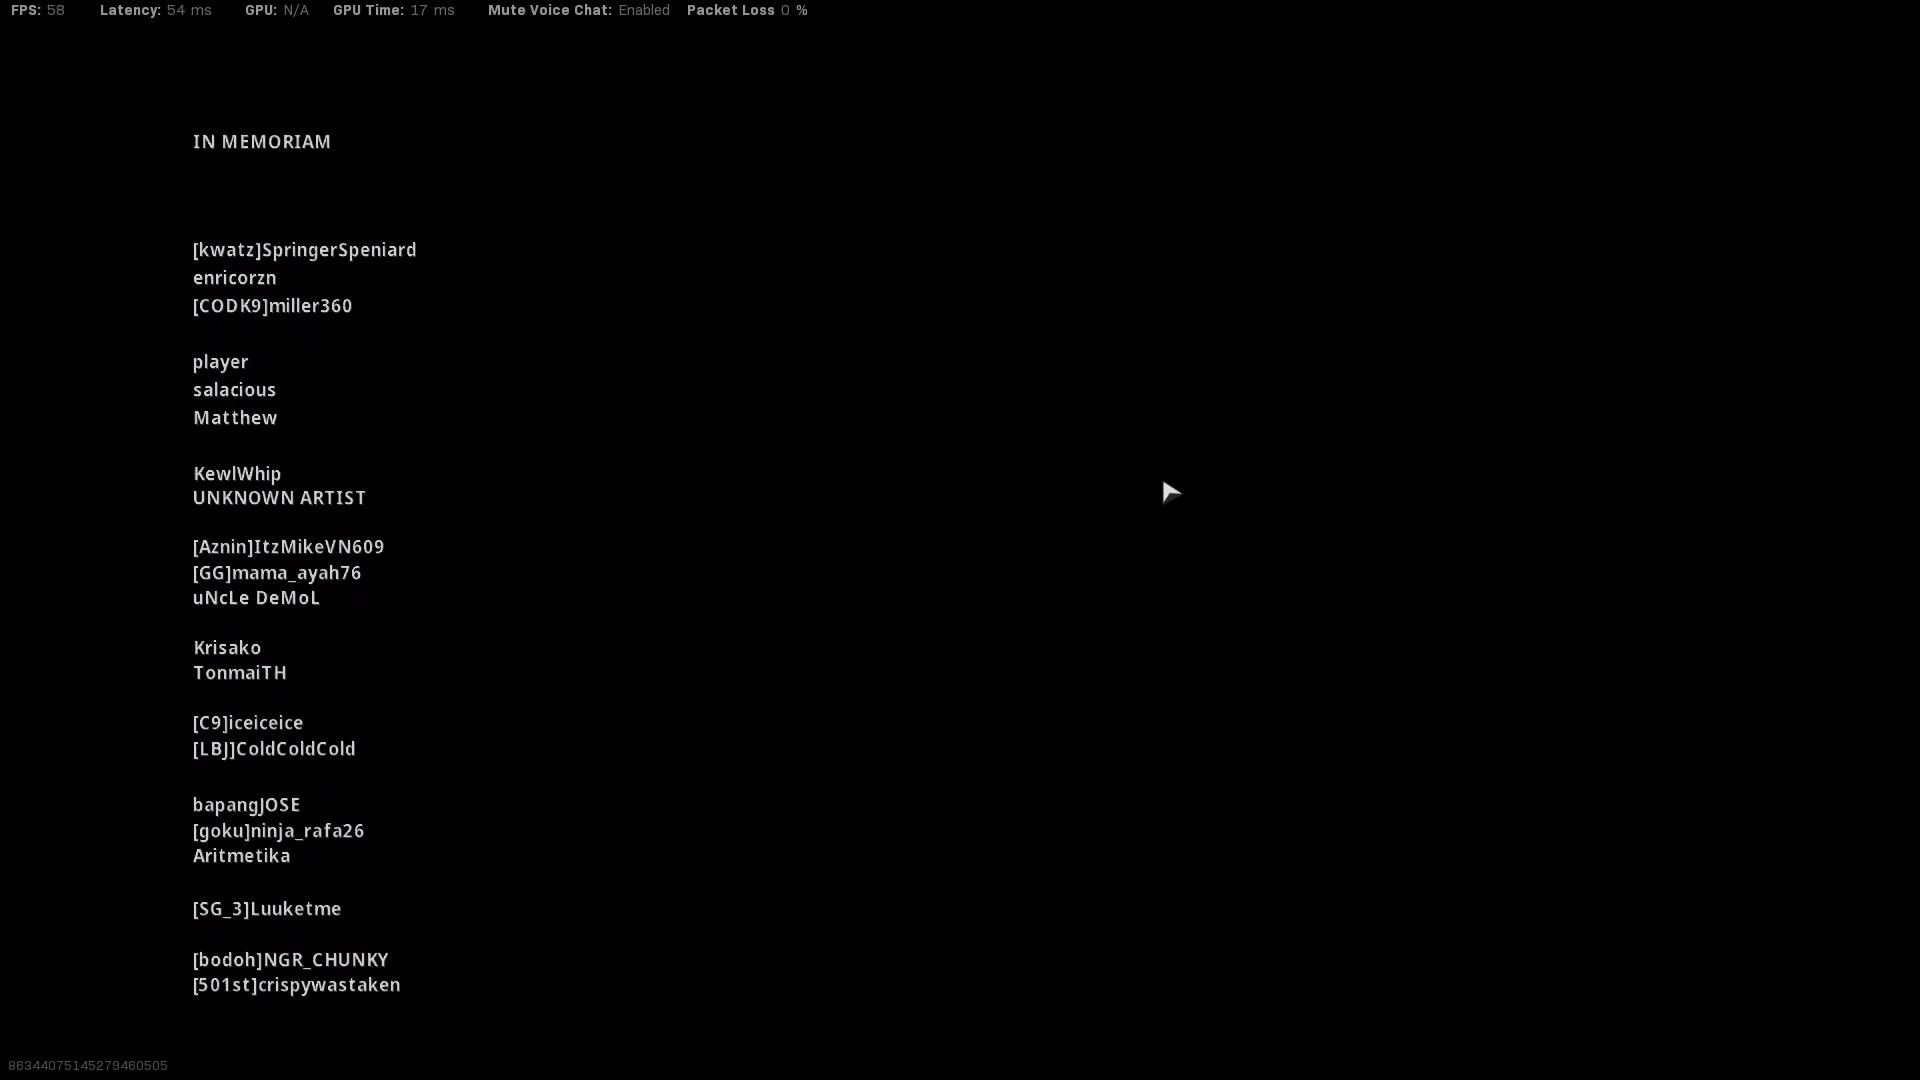 FPS: 58 Latency: 54 ms GPU: N/A GPU Time: 17 ms Mute Voice Chat: Enabled Packet Loss 0 %
IN MEMORIAM
[kwatz]SpringerSpeniard
enricorzn
[CODK9]miller360
player
salacious
Matthew
KewlWhip
UNKNOWN ARTIST
[Aznin]ItzMikeVN609
[GG]mama_ayah76
uNcLe DeMoL
Krisako
TonmaiTH
[C9]iceiceice
[LBJ]ColdColdCold
bapangJOSE
[goku]ninja_rafa26
Aritmetika
[SG_3]Luuketme
[bodoh]NGR_CHUNKY
[501st]crispywastaken
86344075145279460505